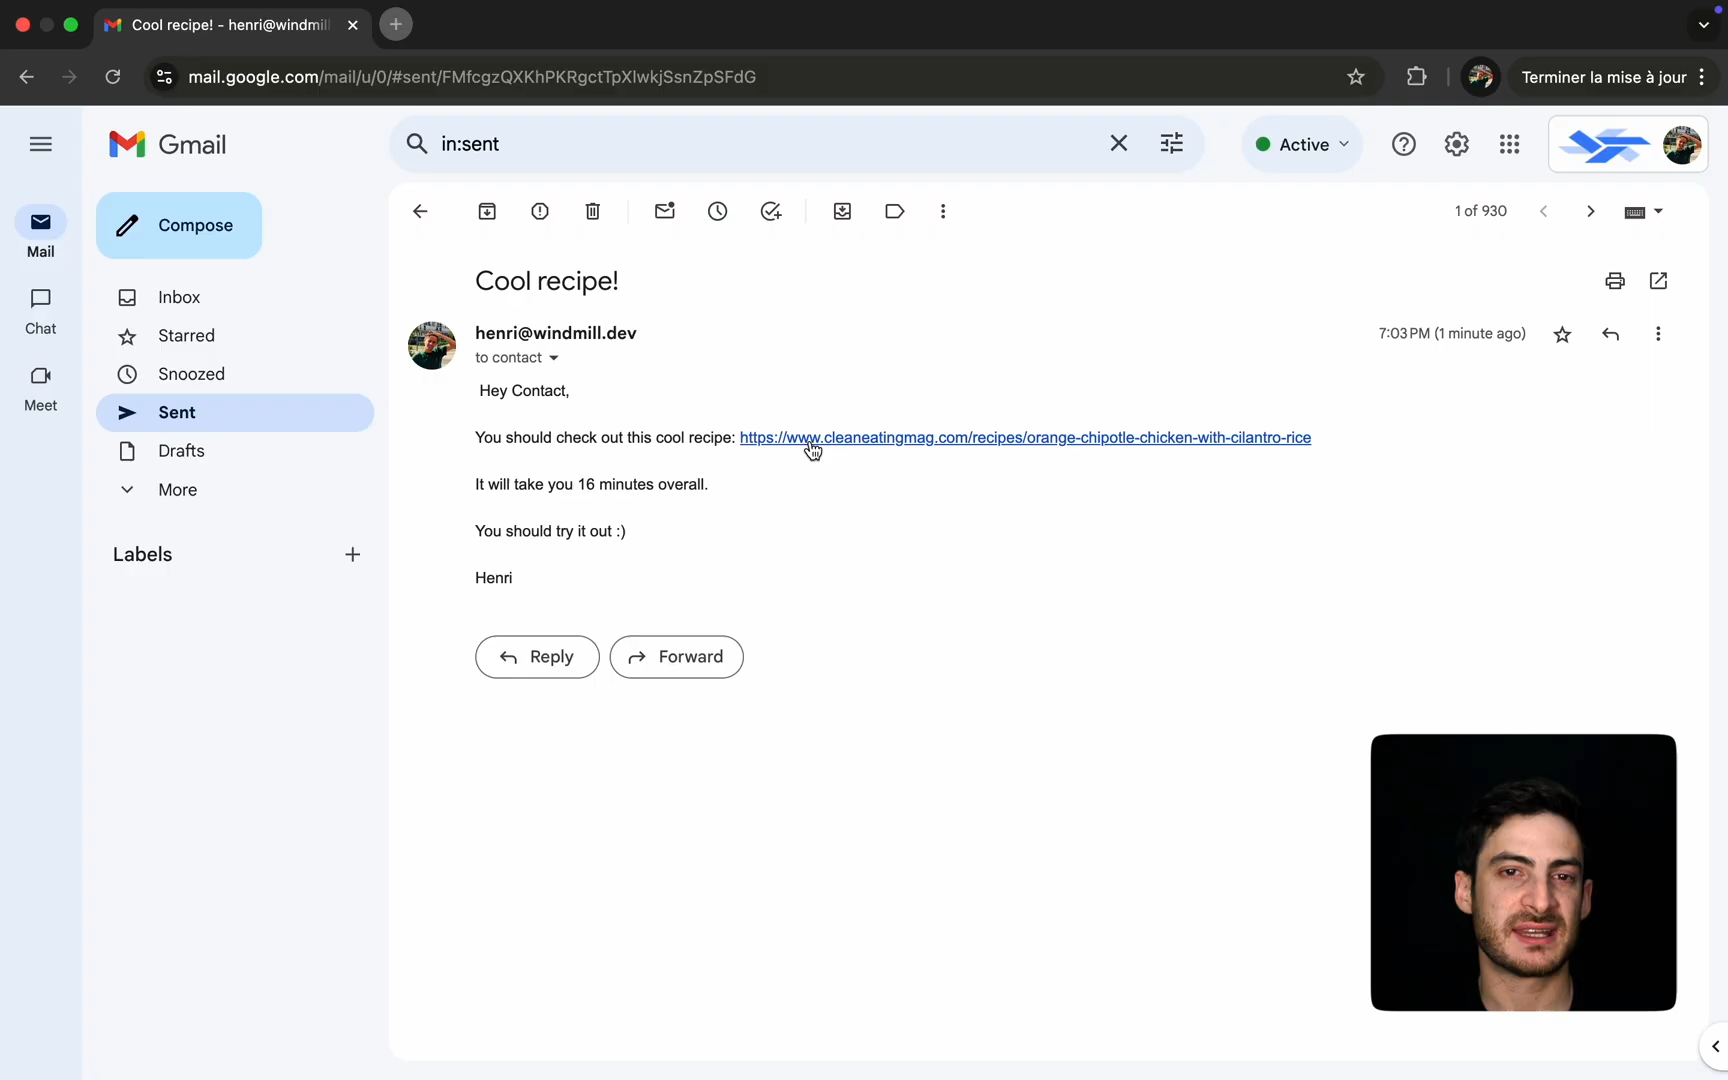 Cool recipe! - henri@windmill
mail.google.com/mail/u/0/#sent/FMfcgzQXKhPKRgctTpXlwkjSsnZpSFdG
Terminer la mise à jour
Gmail
in:sent
Active
Compose
1 of 930
Mail
Inbox
Cool recipe!
Chat
Starred
henri@windmill.dev
7:03 PM (1 minute ago)
to contact
Snoozed
Hey Contact,
Meet
Sent
You should check out this cool recipe: https://www.cleaneatingmag.com/recipes/orange-chipotle-chicken-with-cilantro-rice
Drafts
It will take you 16 minutes overall.
More
You should try it out :)
Labels
Henri
Reply
Forward